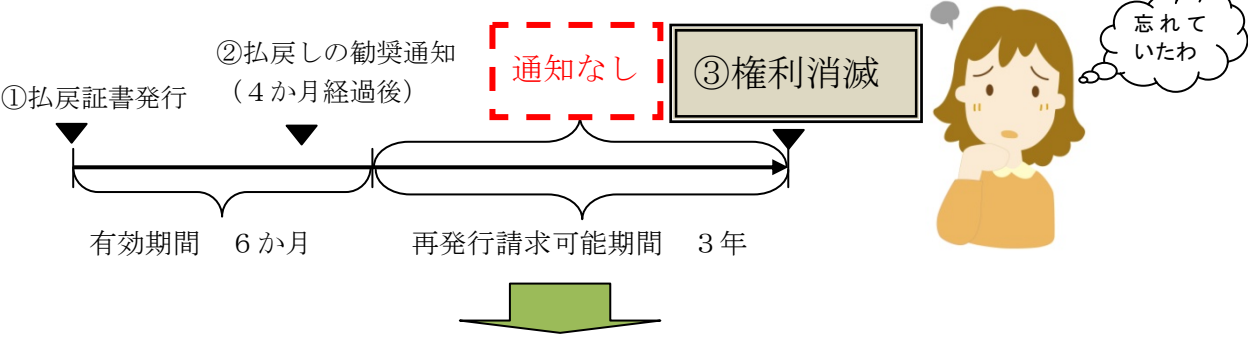 忘れて
いたわ
②払戻しの勧奨通知
（４か月経過後）
通知なし
③権利消滅
①払戻証書発行
有効期間　６か月
再発行請求可能期間　３年